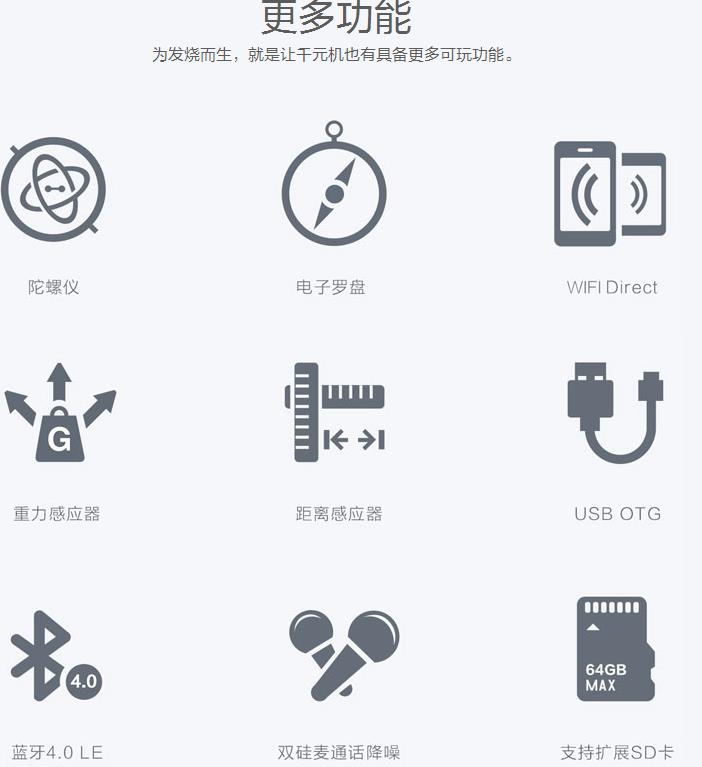 更多功能
为发烧而生，就是让千元机也有具备更多可玩功能。
陀螺仪
电子罗盘
WIFI Direct
G
重力感应器
距离感应器
USB OTG
4.0
64GB
MAX
蓝牙4.0 LE
双硅麦通话降噪
支持扩展SD卡